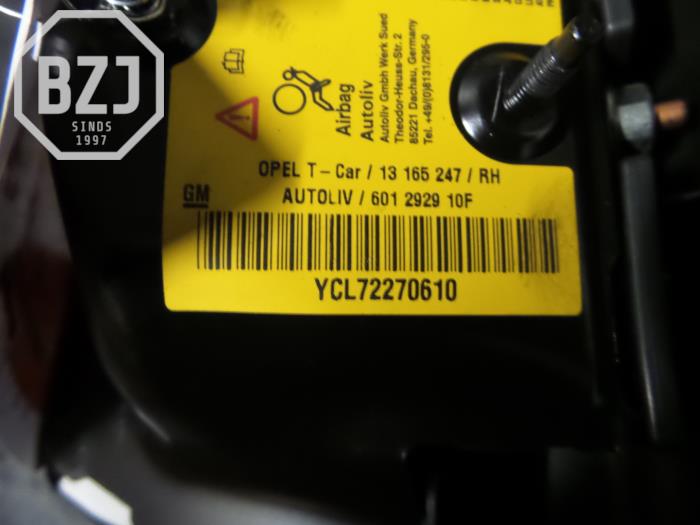 BZJ
SINDS
1997
Airbag
Autoliv
Autoliv Gmbh Werk Sued
Theodor-Heuss-Str. 2
85221 Dachau, Germany
Tel. +49/(0)8131/295-0
OPEL T-Car / 13 165 247 / RH
GM
AUTOLIV / 601 2929 10F
YCL72270610